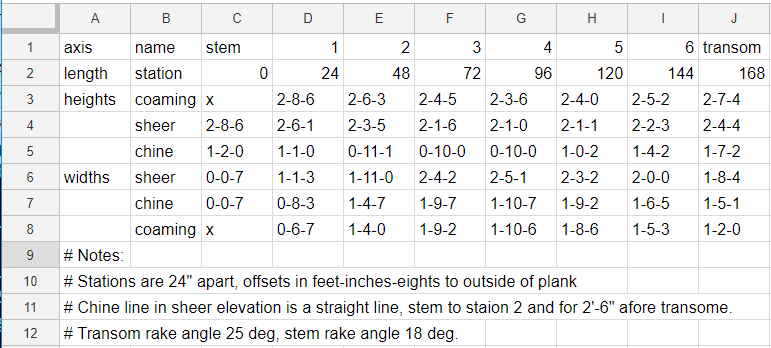 A B C D E F G H I J
1 axis name stem 1 2 3 4 5 6 transom
2 length station 0 24 48 72 96 120 144 168
3 heights coaming x 2-8-6 2-6-3 2-4-5 2-3-6 2-4-0 2-5-2 2-7-4
4 sheer 2-8-6 2-6-1 2-3-5 2-1-6 2-1-0 2-1-1 2-2-3 2-4-4
5 chine 1-2-0 1-1-0 0-11-1 0-10-0 0-10-0 1-0-2 1-4-2 1-7-2
6 widths sheer 0-0-7 1-1-3 1-11-0 2-4-2 2-5-1 2-3-2 2-0-0 1-8-4
7 chine 0-0-7 0-8-3 1-4-7 1-9-7 1-10-7 1-9-2 1-6-5 1-5-1
8 coaming x 0-6-7 1-4-0 1-9-2 1-10-6 1-8-6 1-5-3 1-2-0
9 # Notes:
10 # Stations are 24" apart, offsets in feet-inches-eights to outside of plank
11 # Chine line in sheer elevation is a straight line, stem to staion 2 and for 2'-6" afore transome.
12 # Transom rake angle 25 deg, stem rake angle 18 deg.